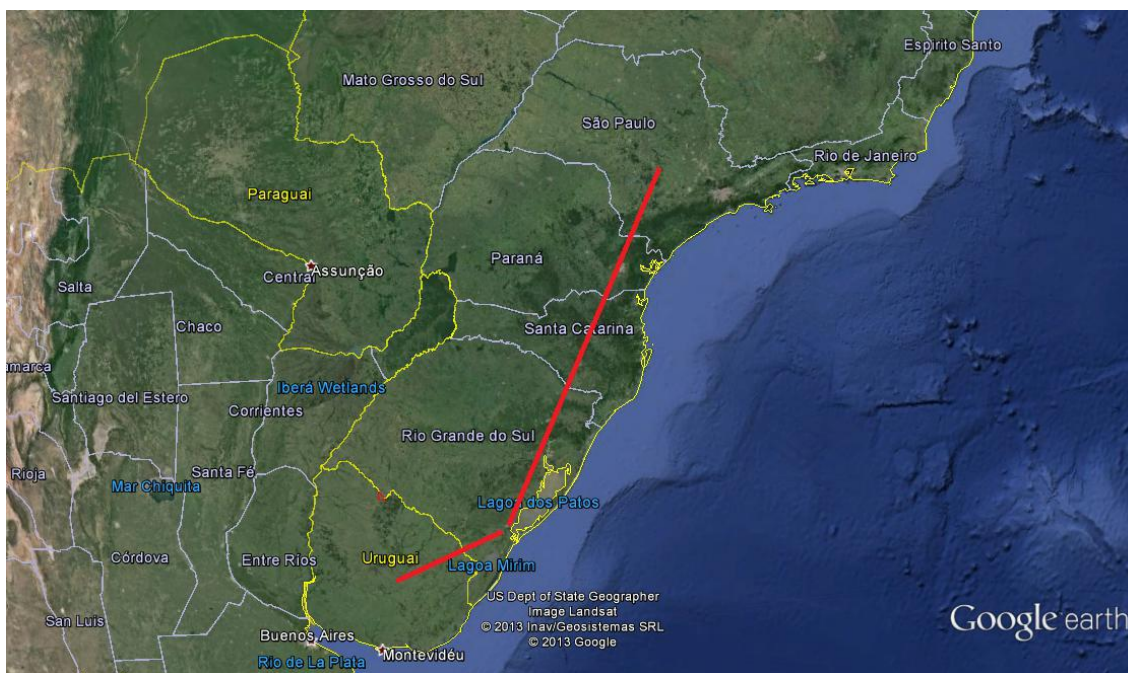 Espirito Santo
Mato Grosso do Sul
São Paulo
Rio de Janeiro
Paraguai
Paraná
Assunção
Central
Salta
Chaco
Santa Catarina
amarca
Iberá Wetlands
Santiago del Estero
Corrientes
Rio Grande do Sul
Rioja
Santa Fé
Mar Chiquita
Lagoa dos Patos
Córdova
Entre Ríos
Uruguai
Lagoa Mirim
US Dept of State Geographer
Image Landsat
© 2013 Inav/Geosistemas SRL
© 2013 Google
San Luis
Google earth
Buenos Aires
Montevidéu
Rio de La Plata